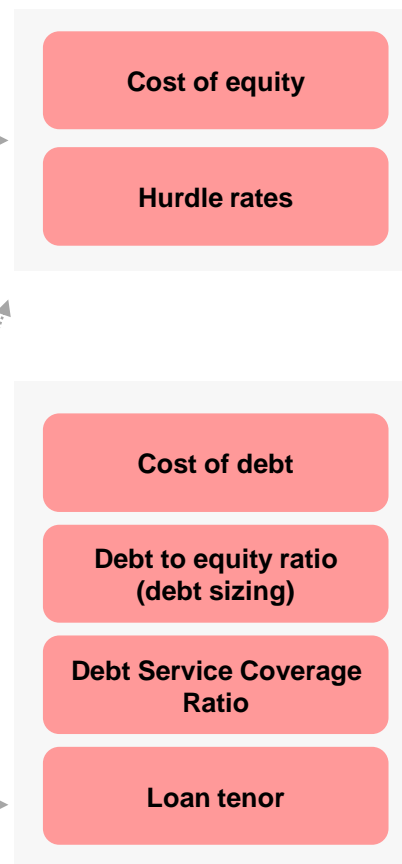 Cost of equity
Hurdle rates
Cost of debt
Debt to equity ratio
(debt sizing)
Debt Service Coverage
Ratio
Loan tenor